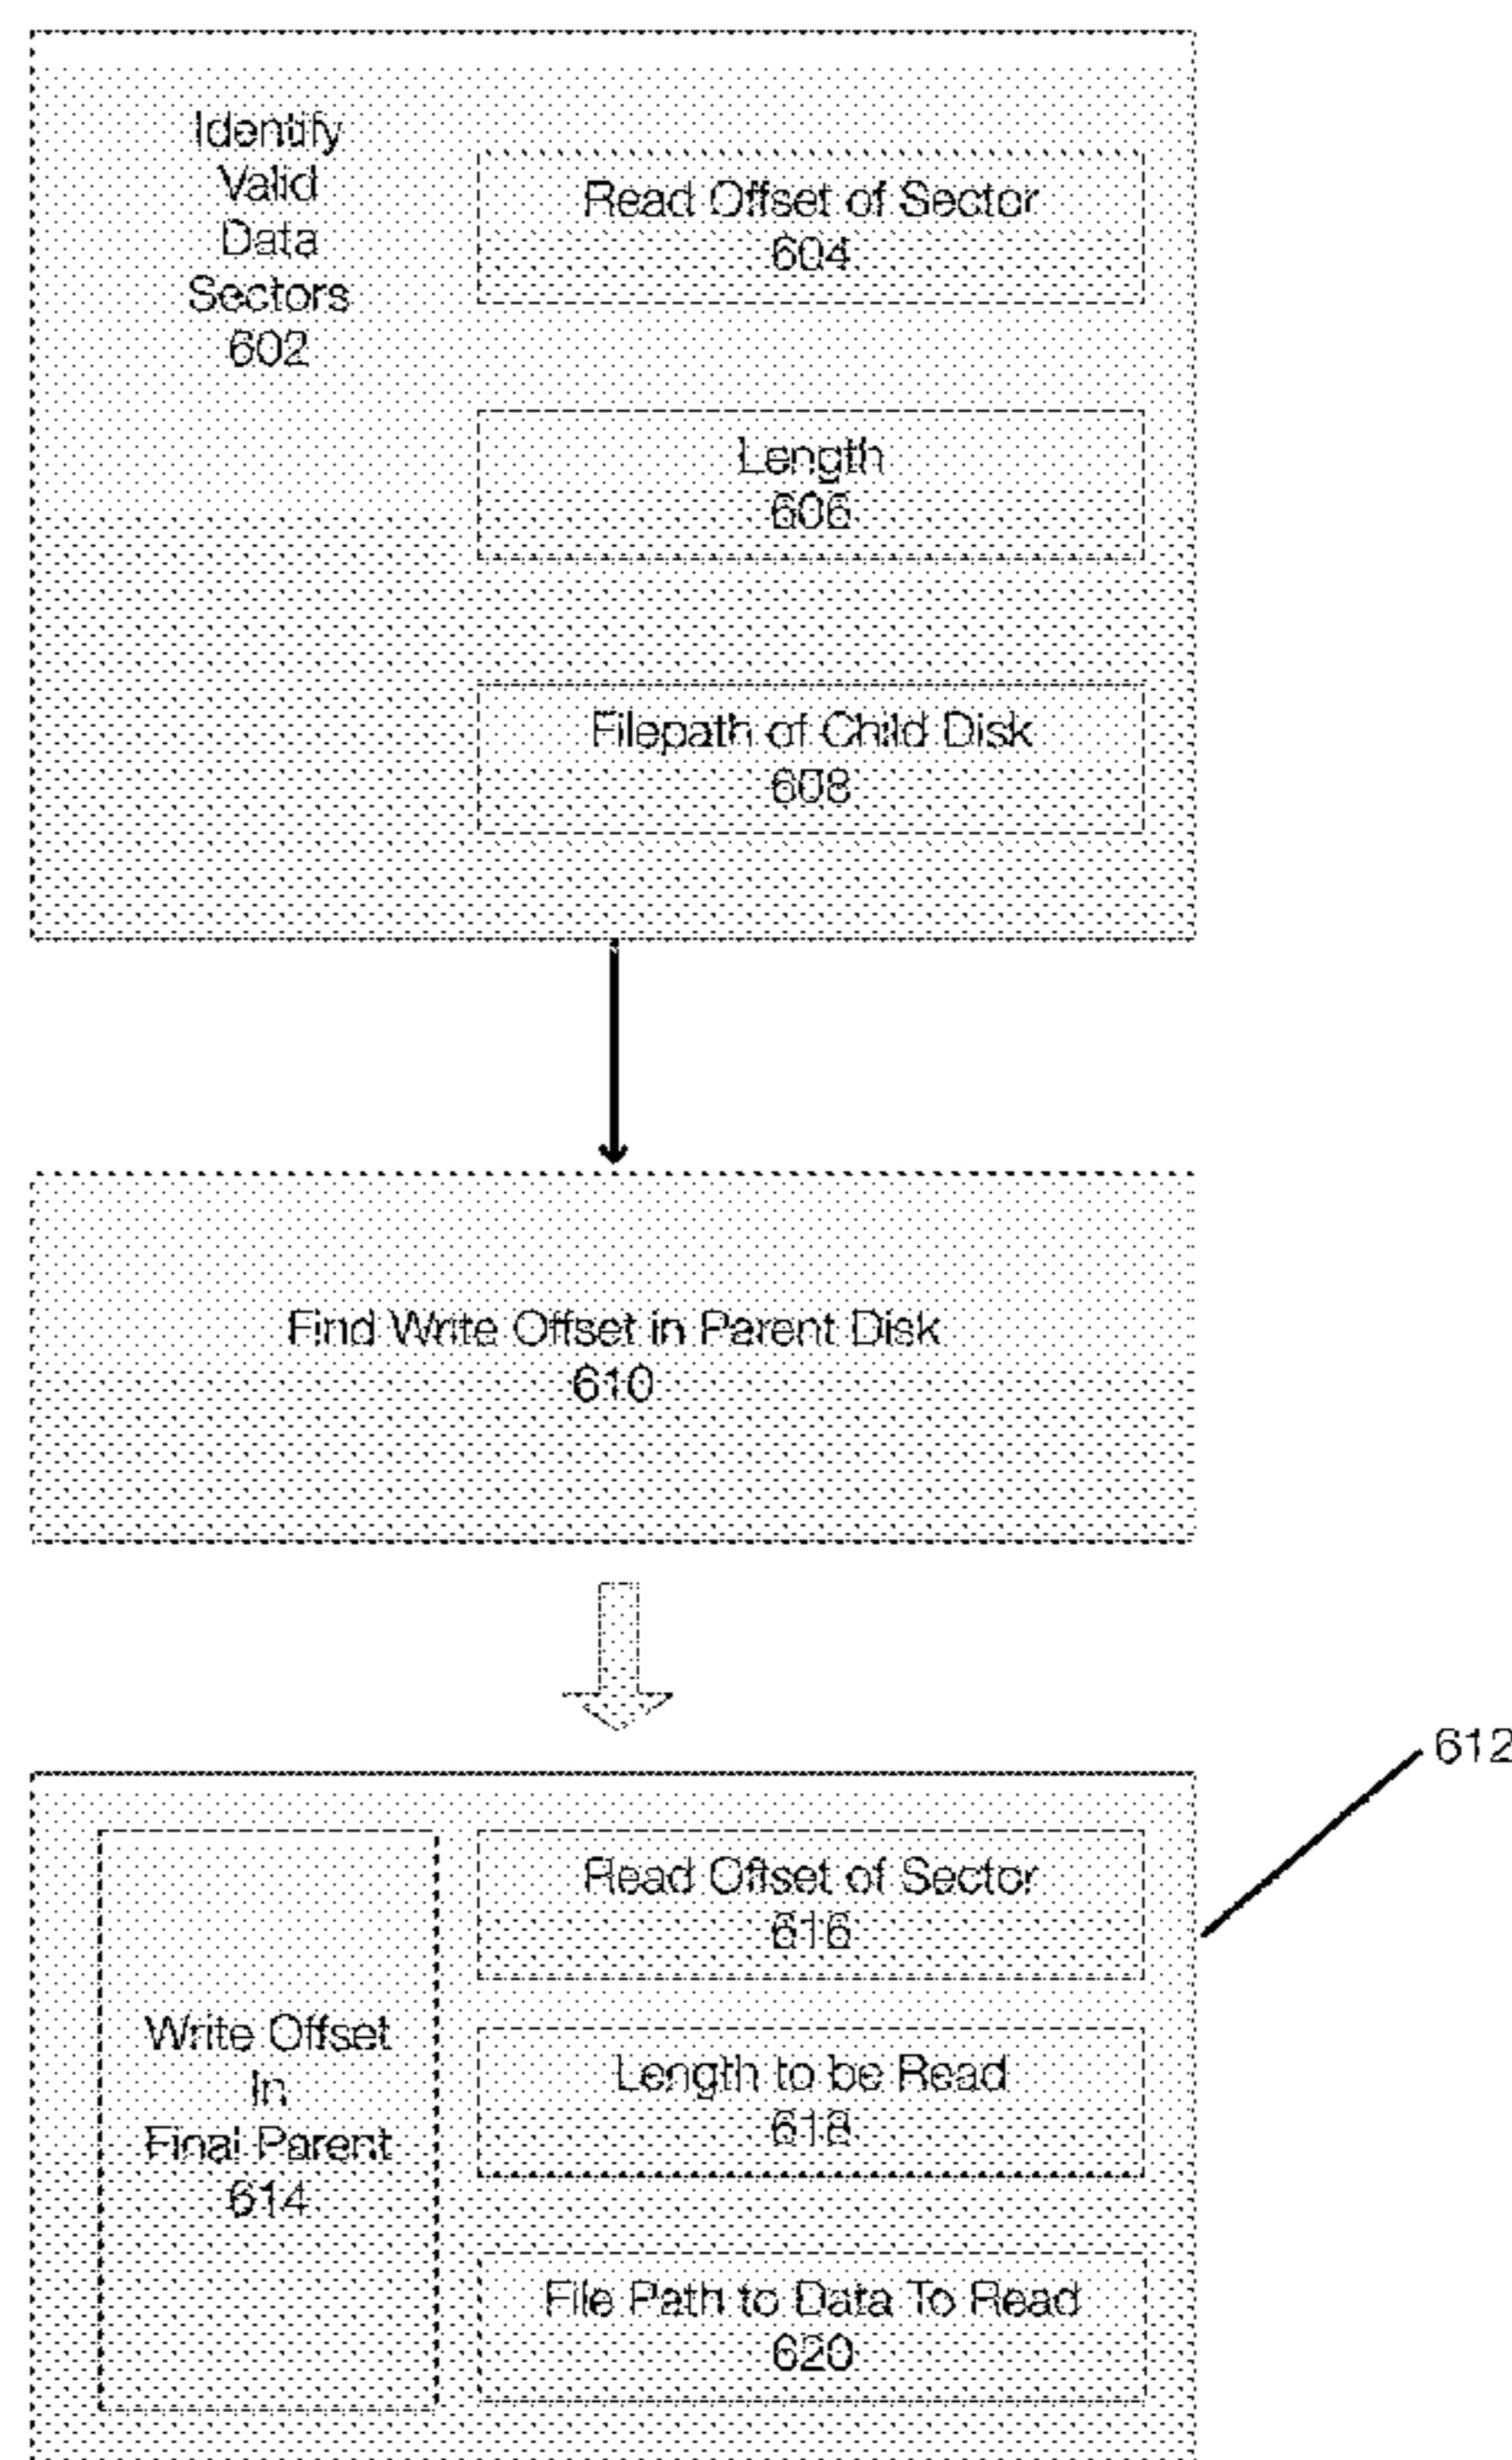 Identify
Valid
Data
Sectors
602
Read Offset of Sector
604
Length
606
Filepath of Child Disk
608
Find Write Offset in Parent Disk
610
612
Write Offset
In
Final Parent
614
Read Offset of Sector
616
Length to be Read
618
File Path to Data To Read
620